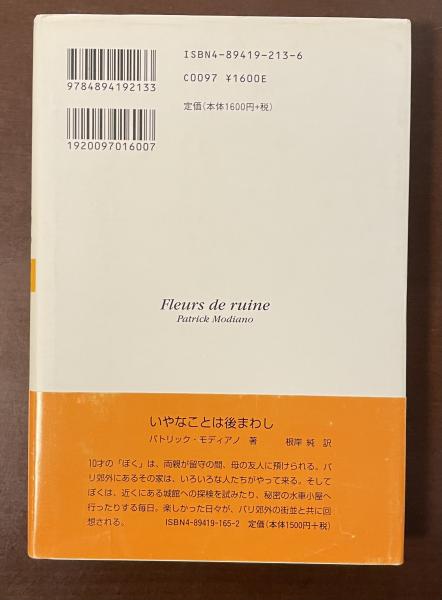 ISBN4-89419-213-6
C0097 ¥1600E
9784894192133
定価(本体1600円+税)
1920097016007
Fleurs de ruine
Patrick Modiano
いやなことは後まわし
パトリック・モディアノ 著 根岸 純 訳
10才の「ぼく」は、両親が留守の間、母の友人に預けられる。パ
リ郊外にあるその家は、いろいろな人たちがやって来る。そして
ぼくは、近くにある城館への探検を試みたり、秘密の水車小屋へ
行ったりする毎日。楽しかった日々が、パリ郊外の街並と共に回
想される。 ISBN4-89419-165-2 定価(本体1500円+税)